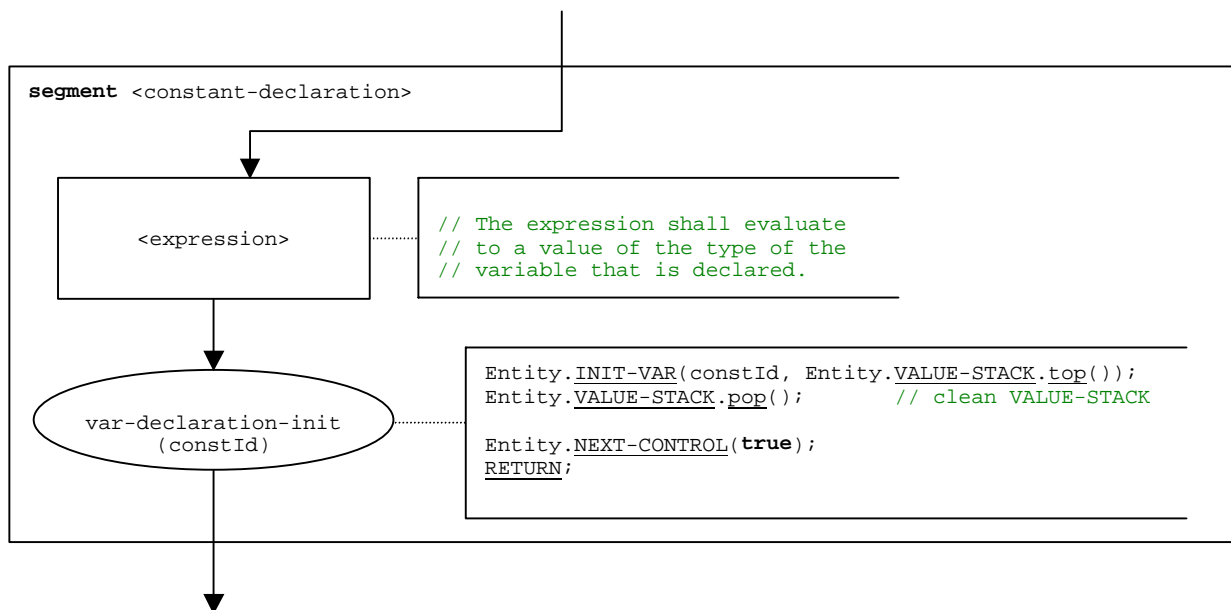 segment <constant-declaration>
<expression>
// The expression shall evaluate
// to a value of the type of the
// variable that is declared.
var-declaration-init
(constId)
Entity.INIT-VAR(constId, Entity.VALUE-STACK.top());
Entity.VALUE-STACK.pop(); // clean VALUE-STACK
Entity.NEXT-CONTROL(true);
RETURN;